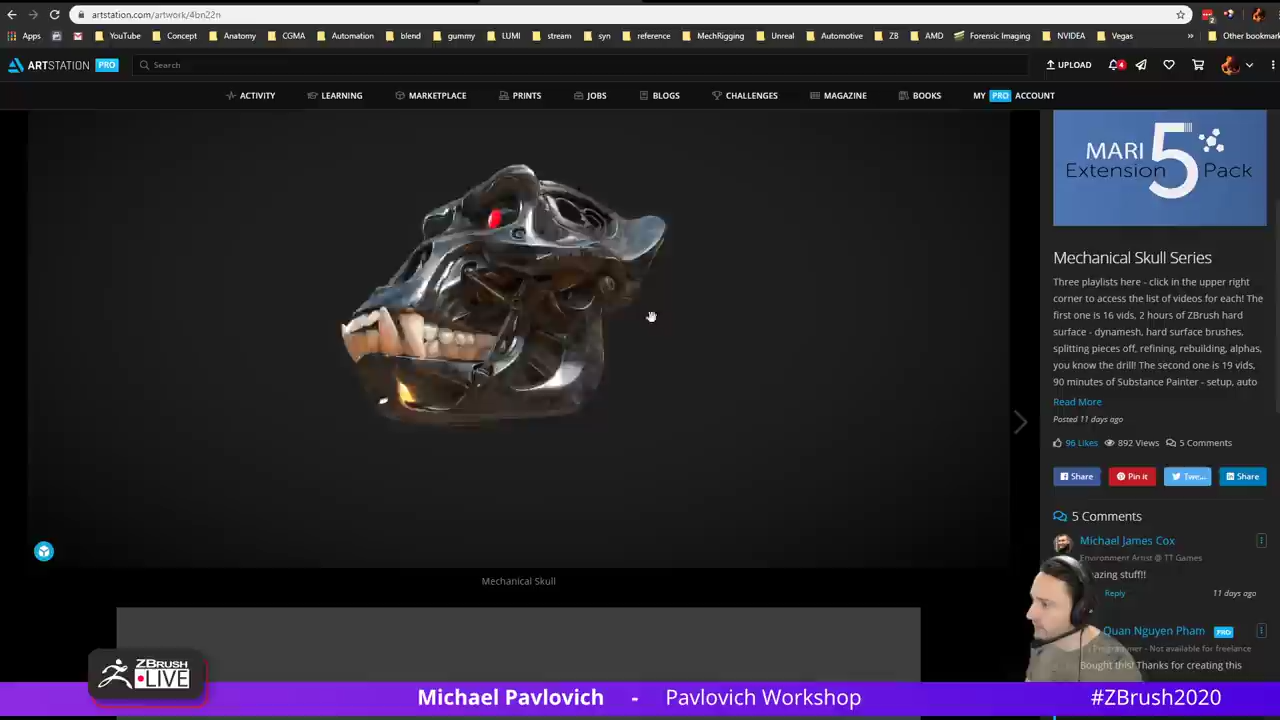 artstation.com/artwork/4bn22n
2
Apps YouTube Concept Anatomy CGMA Automation blend gummy LUMI stream syn reference MechRigging Unreal Automotive ZB AMD Forensic Imaging NVIDEA Vegas » Other bookmark
ARTSTATION PRO Search UPLOAD 4
ACTIVITY LEARNING MARKETPLACE PRINTS JOBS BLOGS CHALLENGES MAGAZINE BOOKS MY PRO ACCOUNT
MARI 5
Extension Pack
Mechanical Skull Series
Three playlists here - click in the upper right
corner to access the list of videos for each! The
first one is 16 vids, 2 hours of ZBrush hard
surface - dynamesh, hard surface brushes,
splitting pieces off, refining, rebuilding, alphas,
you know the drill! The second one is 19 vids,
90 minutes of Substance Painter - setup, auto
Read More
Posted 11 days ago
96 Likes 892 Views 5 Comments
Share Pin it Twe... Share
5 Comments
Michael James Cox
Environment Artist @ TT Games
azing stuff!!
Reply 11 days ago
Quan Nguyen Pham PRO
Programmer - Not available for freelance
Bought this! Thanks for creating this
Mechanical Skull
ZBRUSH
LIVE
Michael Pavlovich - Pavlovich Workshop #ZBrush2020